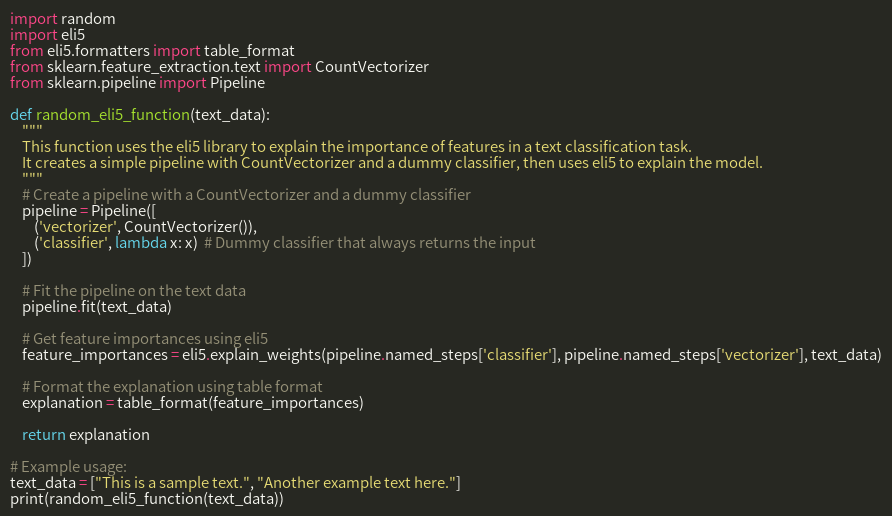 import random
import eli5
from eli5.formatters import table_format
from sklearn.feature_extraction.text import CountVectorizer
from sklearn.pipeline import Pipeline

def random_eli5_function(text_data):
    """
    This function uses the eli5 library to explain the importance of features in a text classification task.
    It creates a simple pipeline with CountVectorizer and a dummy classifier, then uses eli5 to explain the model.
    """
    # Create a pipeline with a CountVectorizer and a dummy classifier
    pipeline = Pipeline([
        ('vectorizer', CountVectorizer()),
        ('classifier', lambda x: x)  # Dummy classifier that always returns the input
    ])

    # Fit the pipeline on the text data
    pipeline.fit(text_data)

    # Get feature importances using eli5
    feature_importances = eli5.explain_weights(pipeline.named_steps['classifier'], pipeline.named_steps['vectorizer'], text_data)

    # Format the explanation using table format
    explanation = table_format(feature_importances)

    return explanation

# Example usage:
text_data = ["This is a sample text.", "Another example text here."]
print(random_eli5_function(text_data))